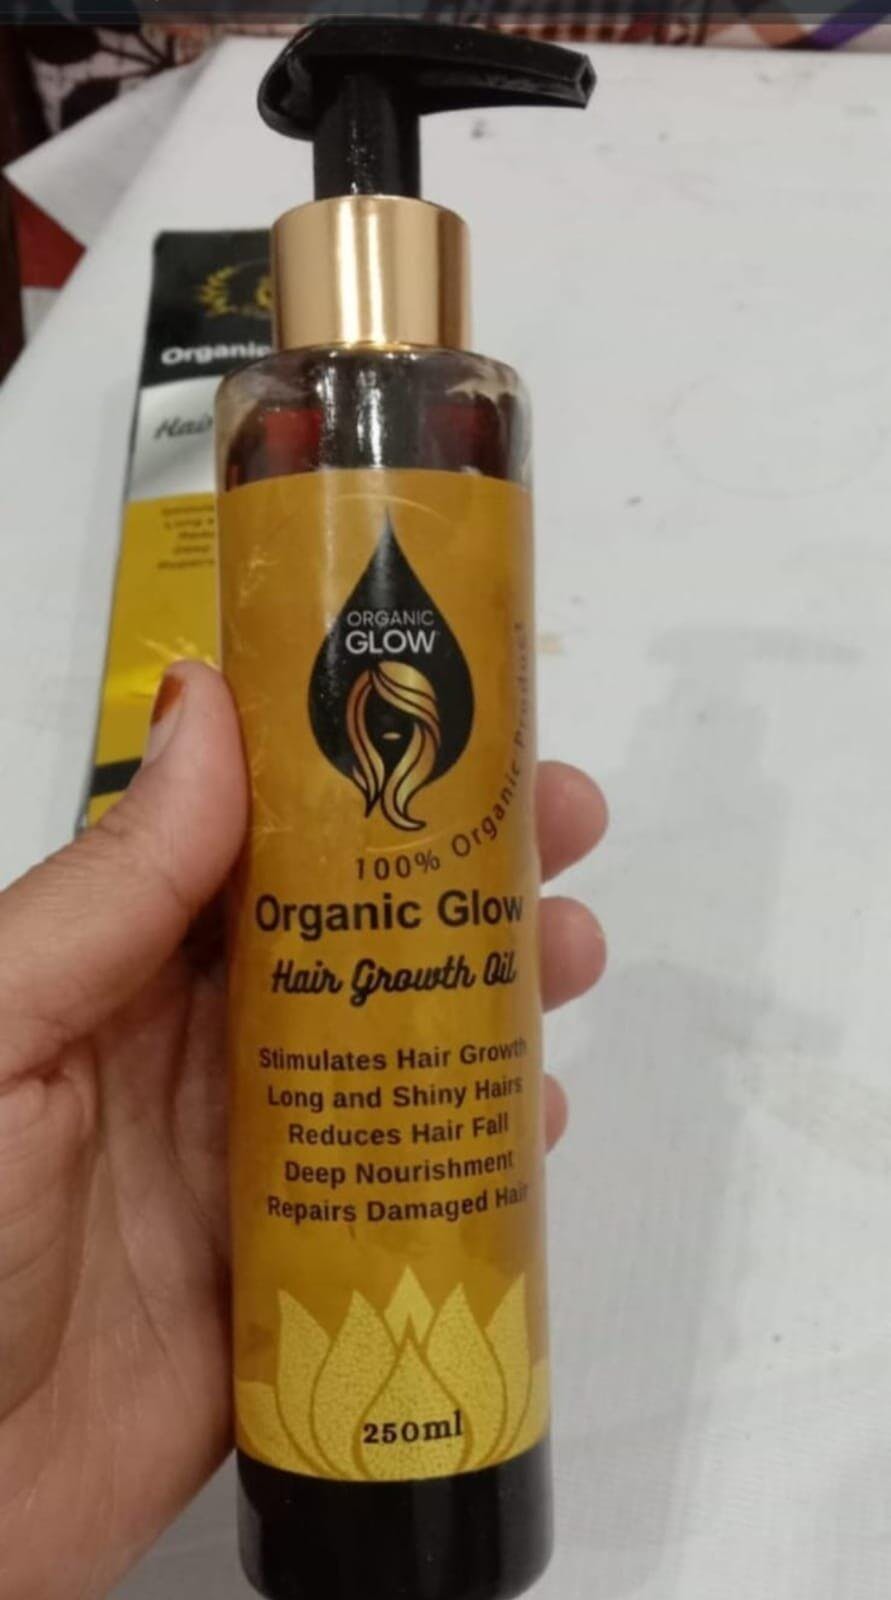 Organic
Hair
ORGANIC
GLOW
100% Organic Product
Organic Glow
Hair Growth Oil
Stimulates Hair Growth
Long and Shiny Hairs
Reduces Hair Fall
Deep Nourishment
Repairs Damaged Hair
250ml